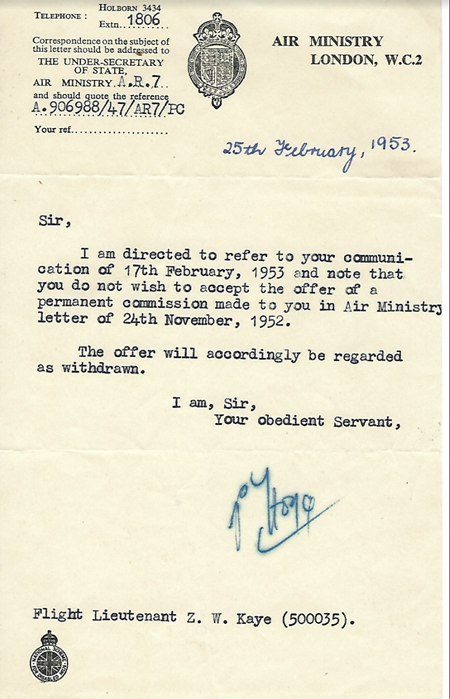 TELEPHONE: HOLBORN 3434
Extn. 1806
Correspondence on the subject of
this letter should be addressed to
THE UNDER-SECRETARY
OF STATE,
AIR MINISTRY A.R.7
and should quote the reference
A.906988/47/AR7/PC
Your ref.....................
AIR MINISTRY
LONDON, W.C.2
25th February, 1953.
Sir,
I am directed to refer to your communi-
cation of 17th February, 1953 and note that
you do not wish to accept the offer of a
permanent commission made to you in Air Ministry
letter of 24th November, 1952.
The offer will accordingly be regarded
as withdrawn.
I am, Sir,
Your obedient Servant,
Flight Lieutenant Z. W. Kaye (500035).